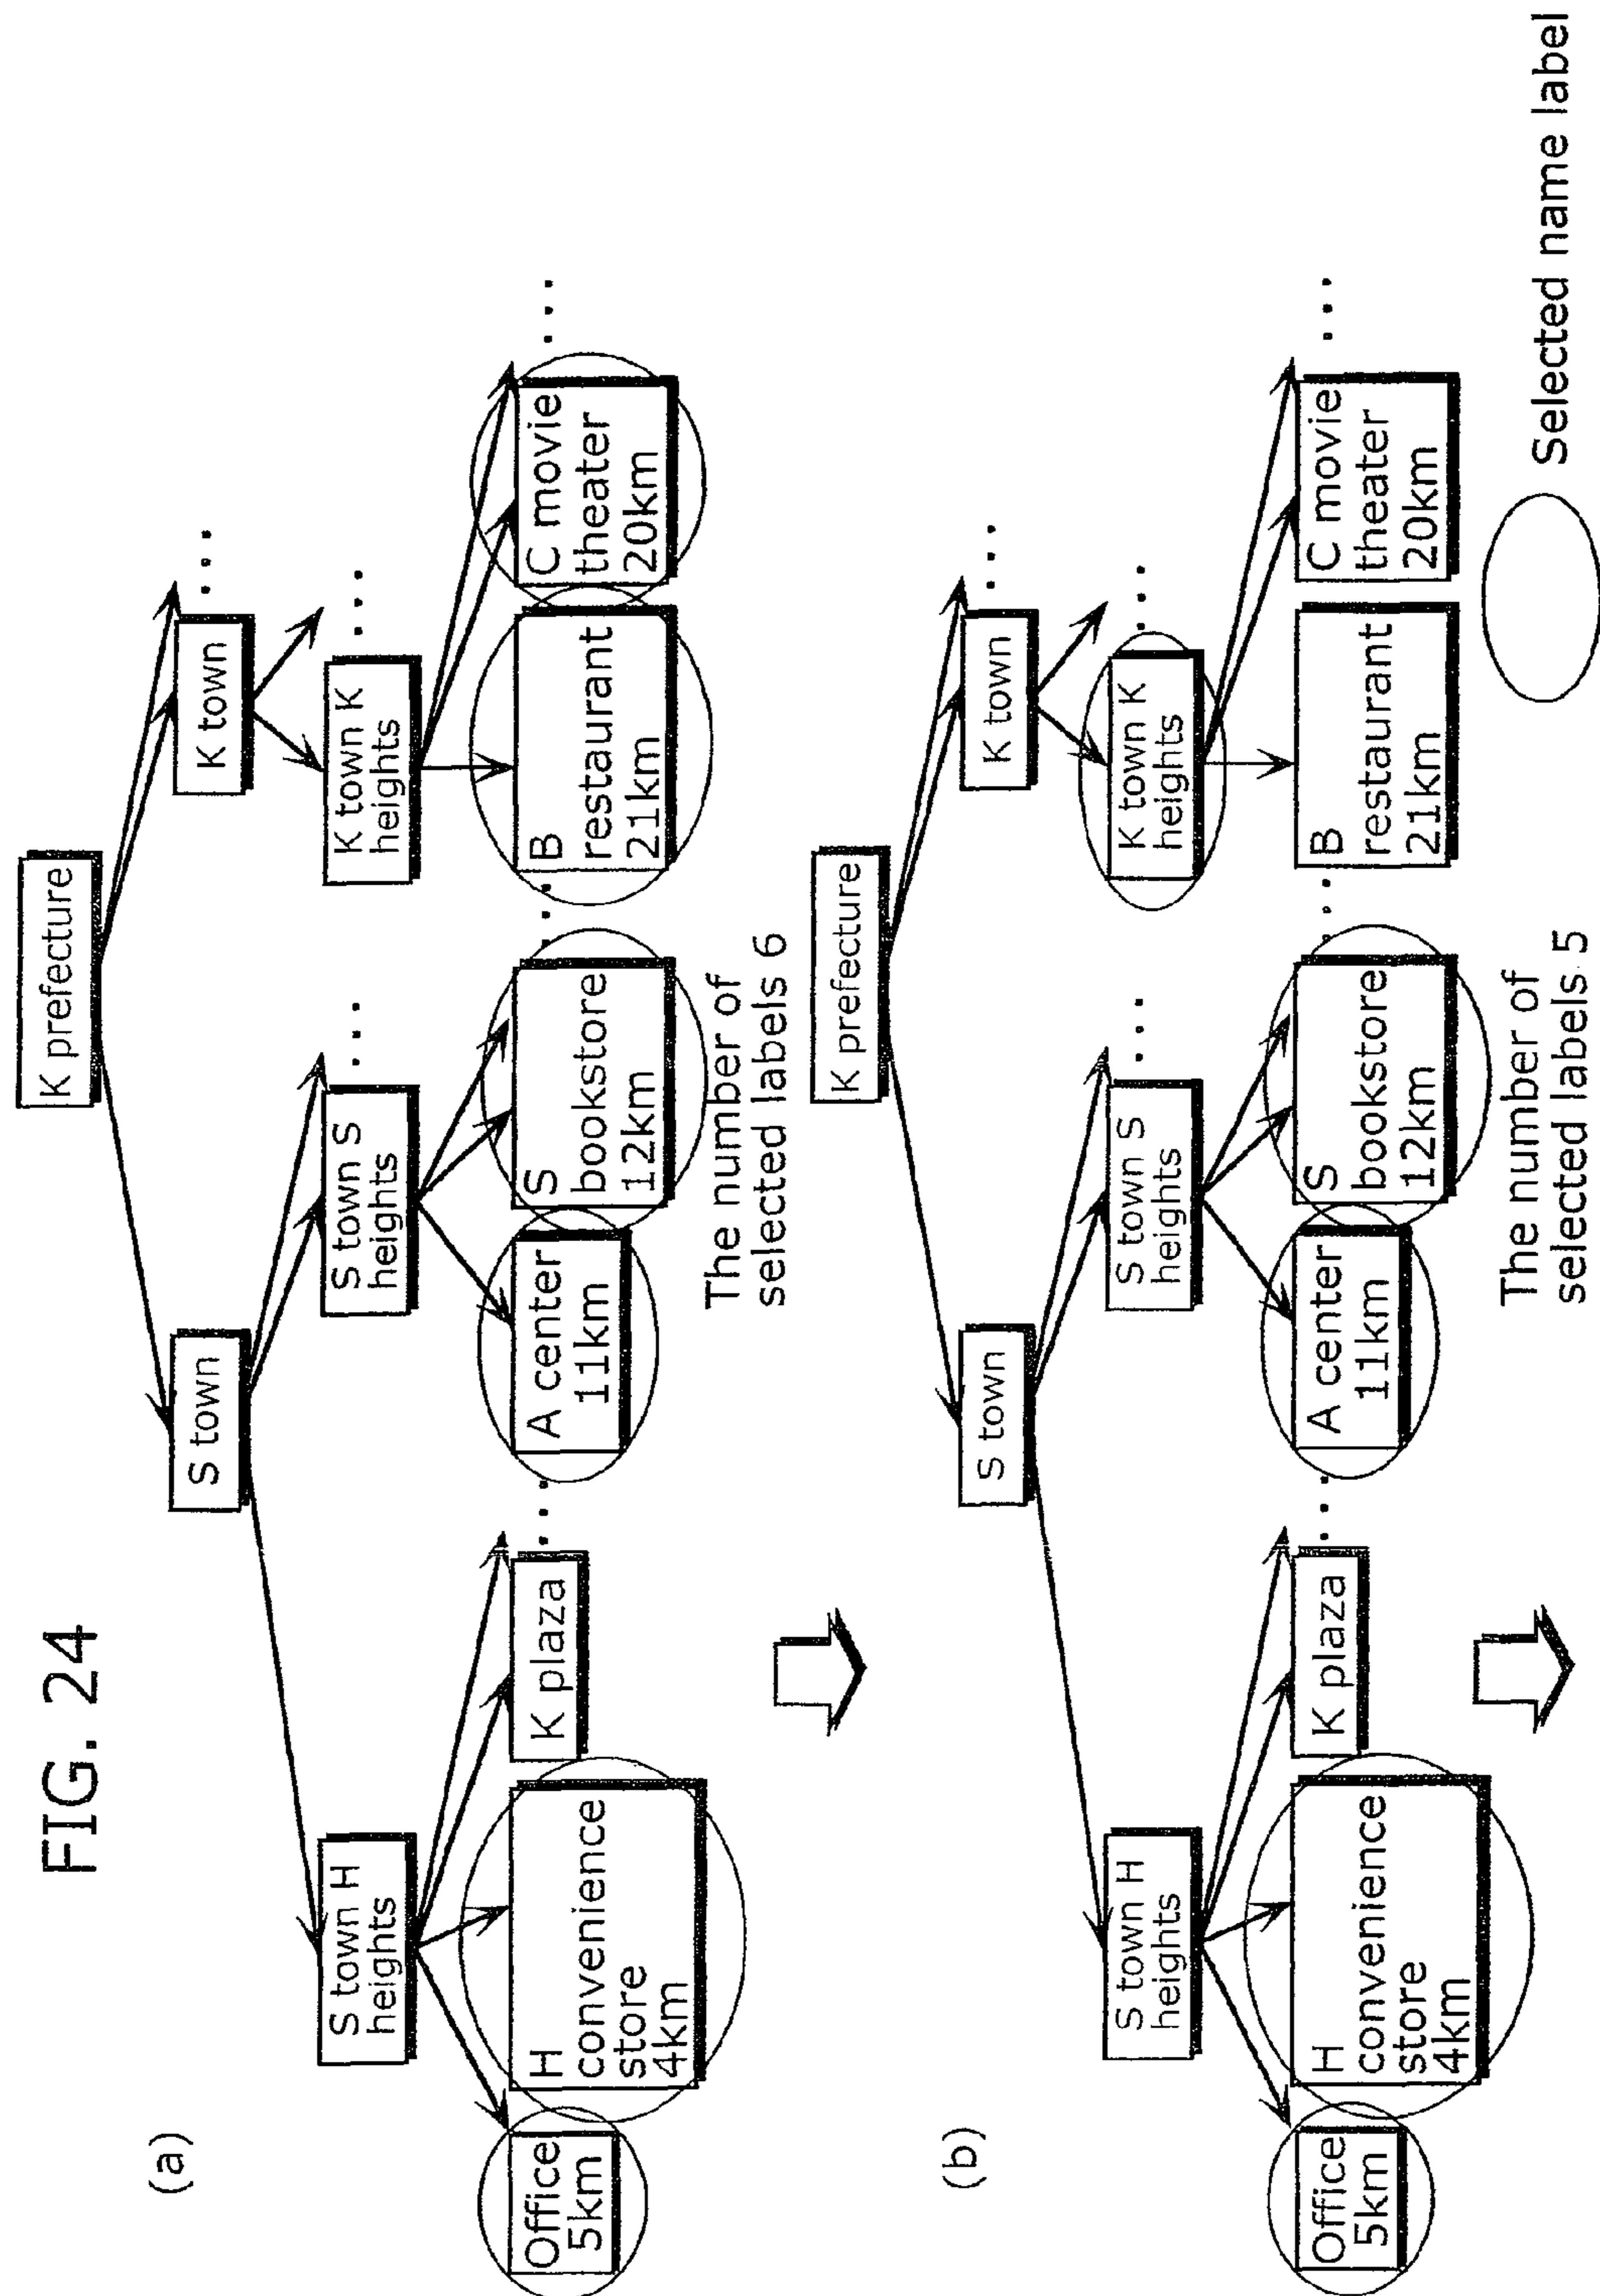 FIG. 24
(a)
K prefecture
S town
K town
...
S town H
heights
S town S
heights
...
K town K
heights
...
Office
5km
H
convenience
store
4km
K plaza
...
A center
11km
S
bookstore
12km
...
B
restaurant
21km
C movie
theater
20km
...
The number of
selected labels 6
(b)
K prefecture
S town
K town
...
S town H
heights
S town S
heights
...
K town K
heights
...
Office
5km
H
convenience
store
4km
K plaza
...
A center
11km
S
bookstore
12km
...
B
restaurant
21km
C movie
theater
20km
...
The number of
selected labels 5
Selected name label